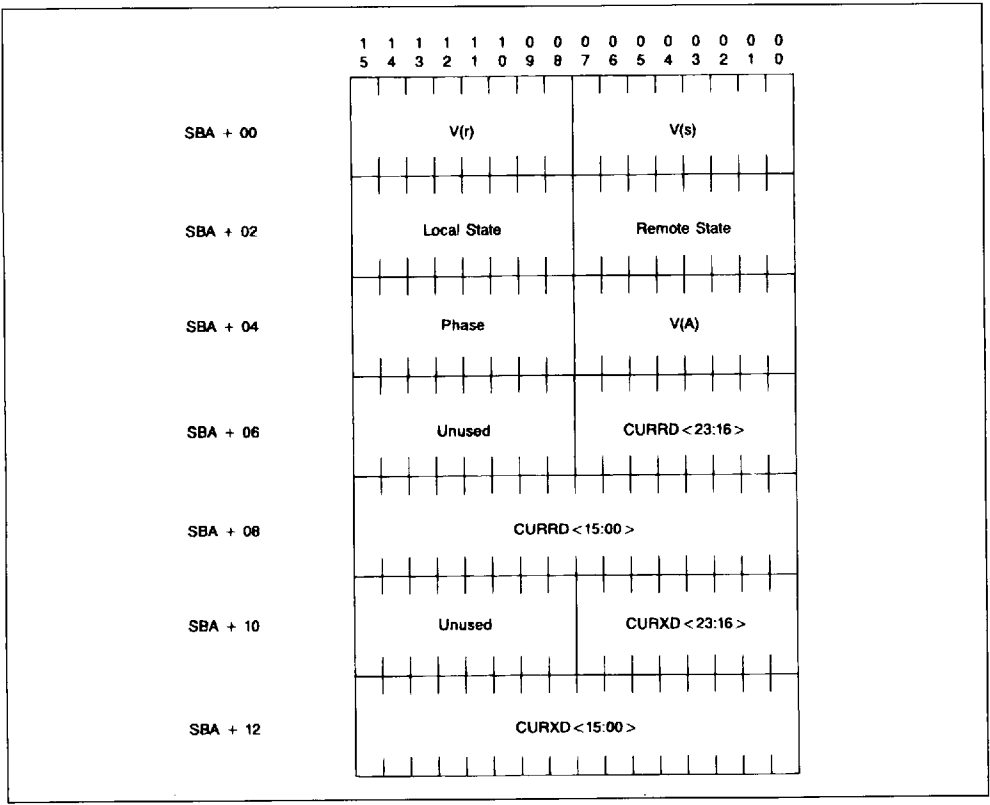 1 1 1 1 1 1 0 0 0 0 0 0 0 0 0 0
5 4 3 2 1 0 9 8 7 6 5 4 3 2 1 0
SBA + 00 V(r) V(s)
SBA + 02 Local State Remote State
SBA + 04 Phase V(A)
SBA + 06 Unused CURRD<23:16>
SBA + 08 CURRD<15:00>
SBA + 10 Unused CURXD<23:16>
SBA + 12 CURXD<15:00>